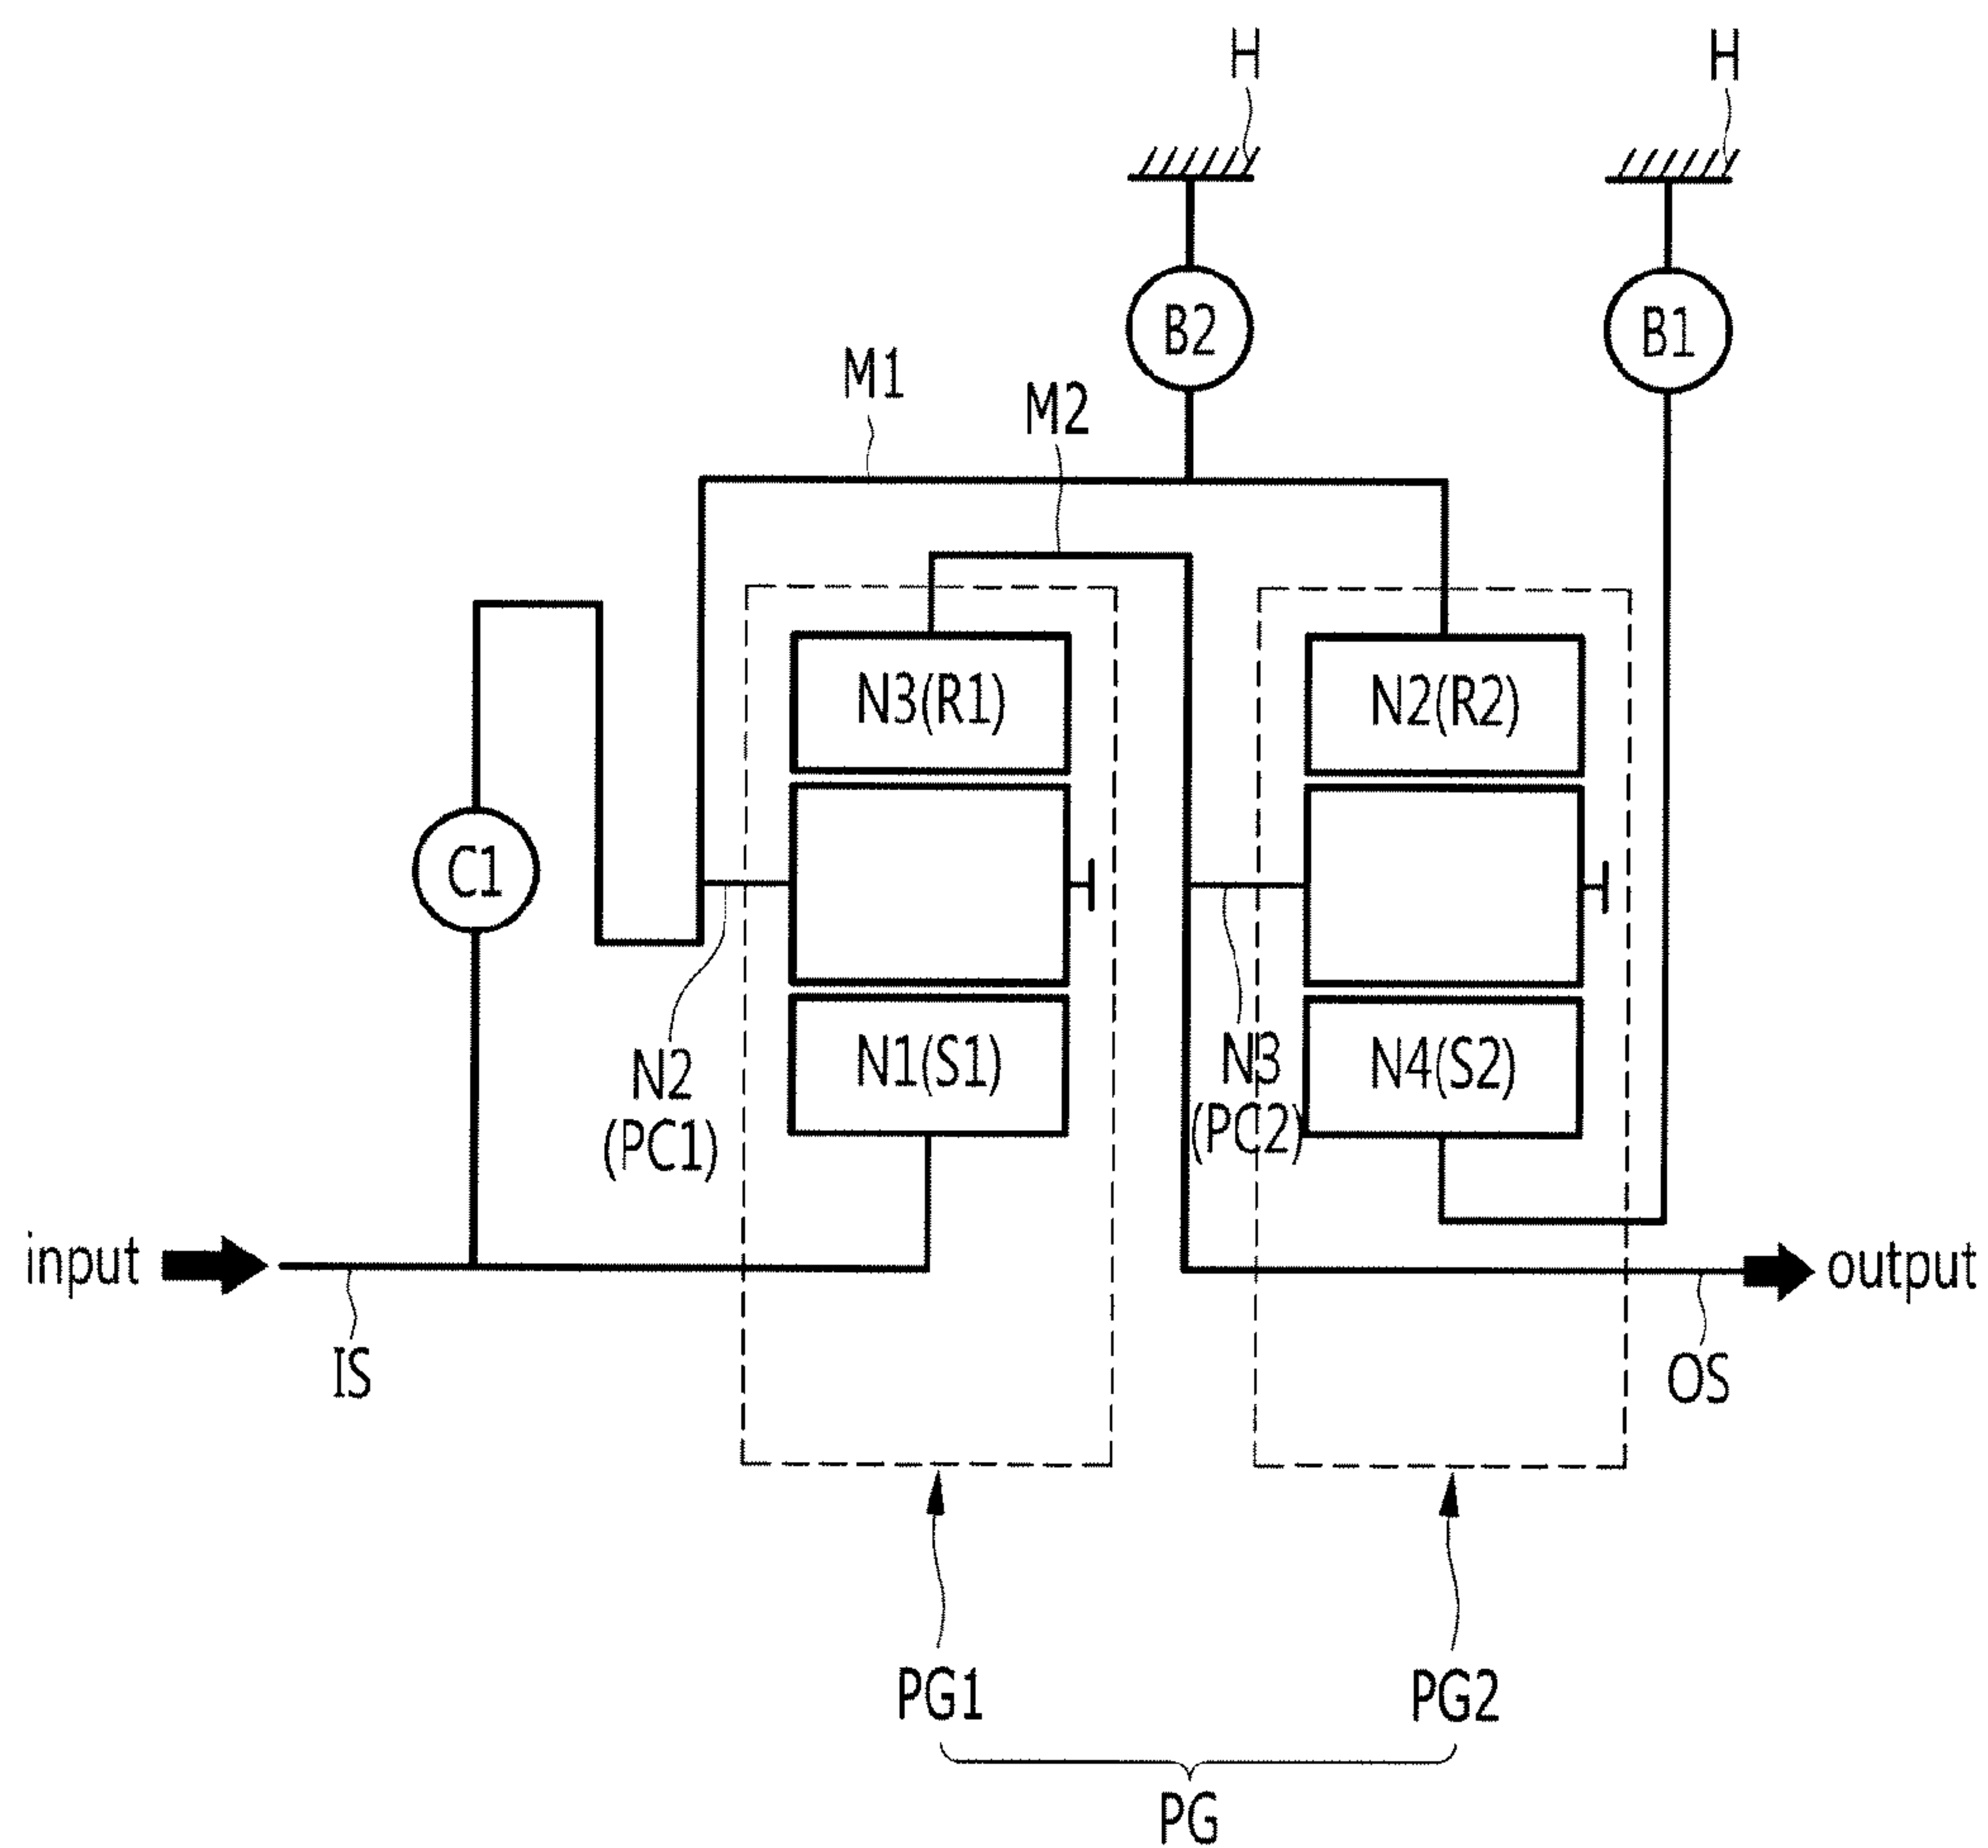 H H
B2 B1
M1
M2
N3(R1) N2(R2)
C1
N1(S1) N4(S2)
N2
(PC1)
N3
(PC2)
input output
IS OS
PG1 PG2
PG